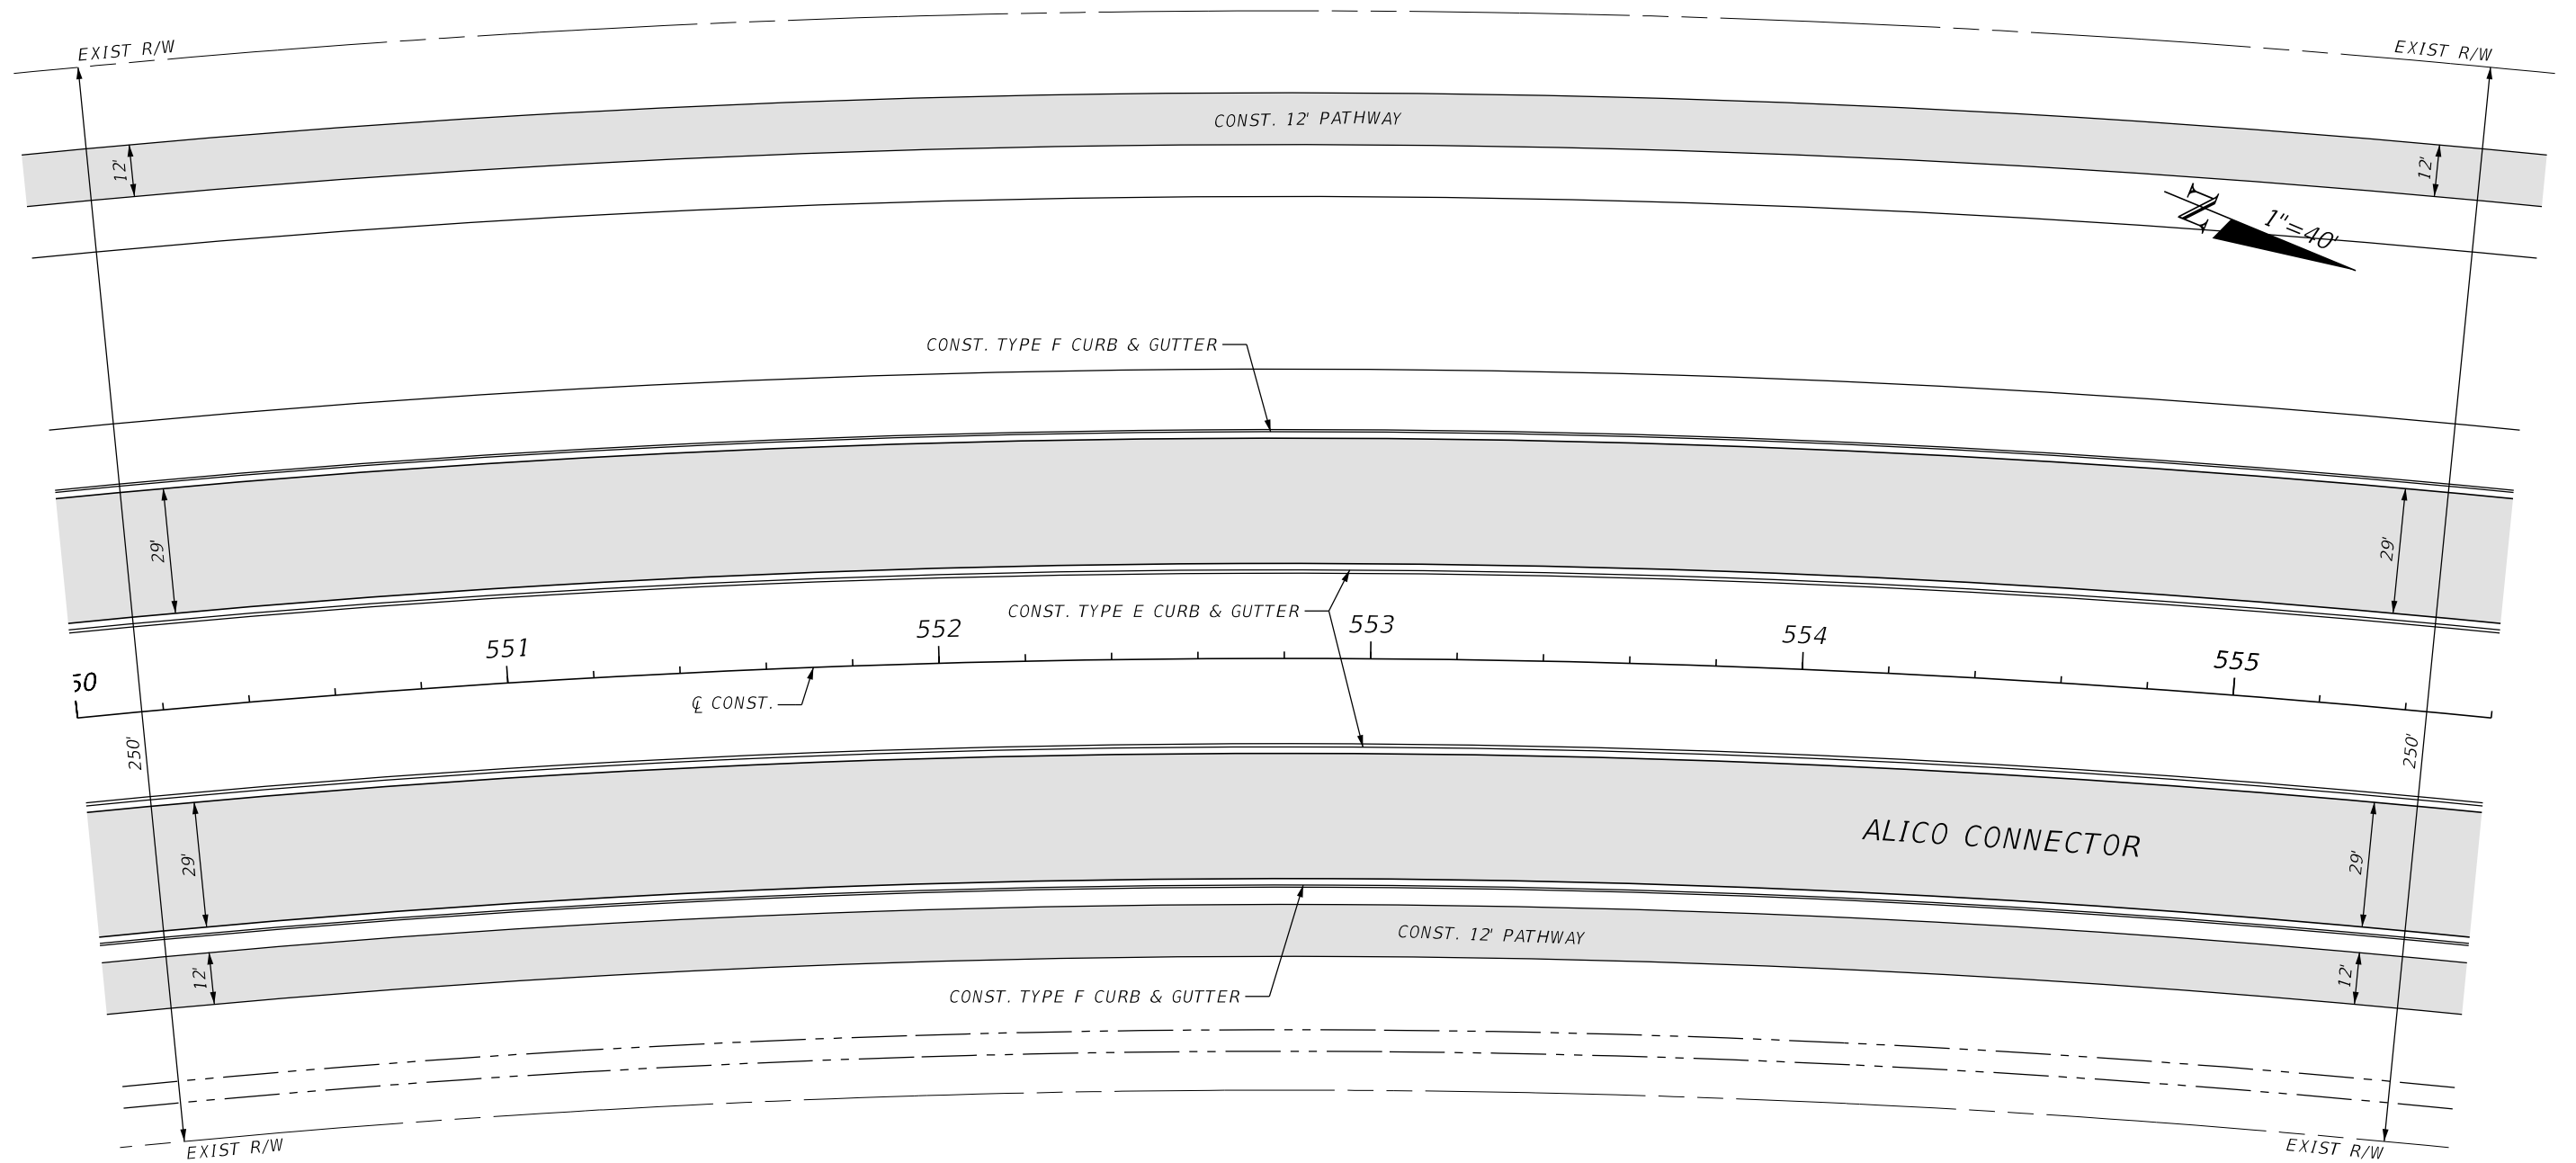 EXIST R/W
EXIST R/W
CONST. 12' PATHWAY
12'
12'
N
1"=40'
CONST. TYPE F CURB & GUTTER
29'
29'
CONST. TYPE E CURB & GUTTER
50
551
552
553
554
555
℄ CONST.
250'
250'
ALICO CONNECTOR
29'
29'
CONST. 12' PATHWAY
12'
12'
CONST. TYPE F CURB & GUTTER
EXIST R/W
EXIST R/W